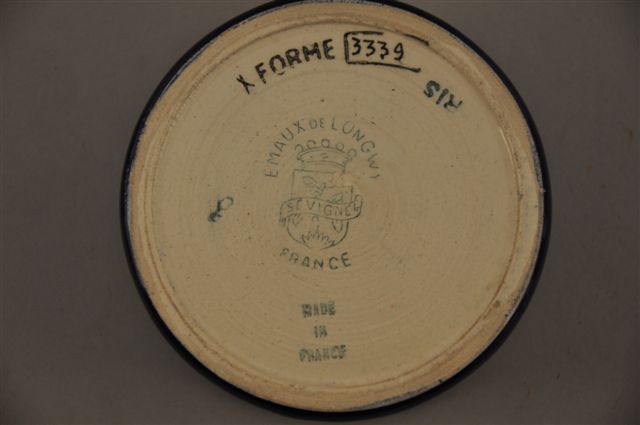 X FORME 3339
RIS
EMAUX DE LONGWY
SEVIGNE
FRANCE
MADE
IN
FRANCE